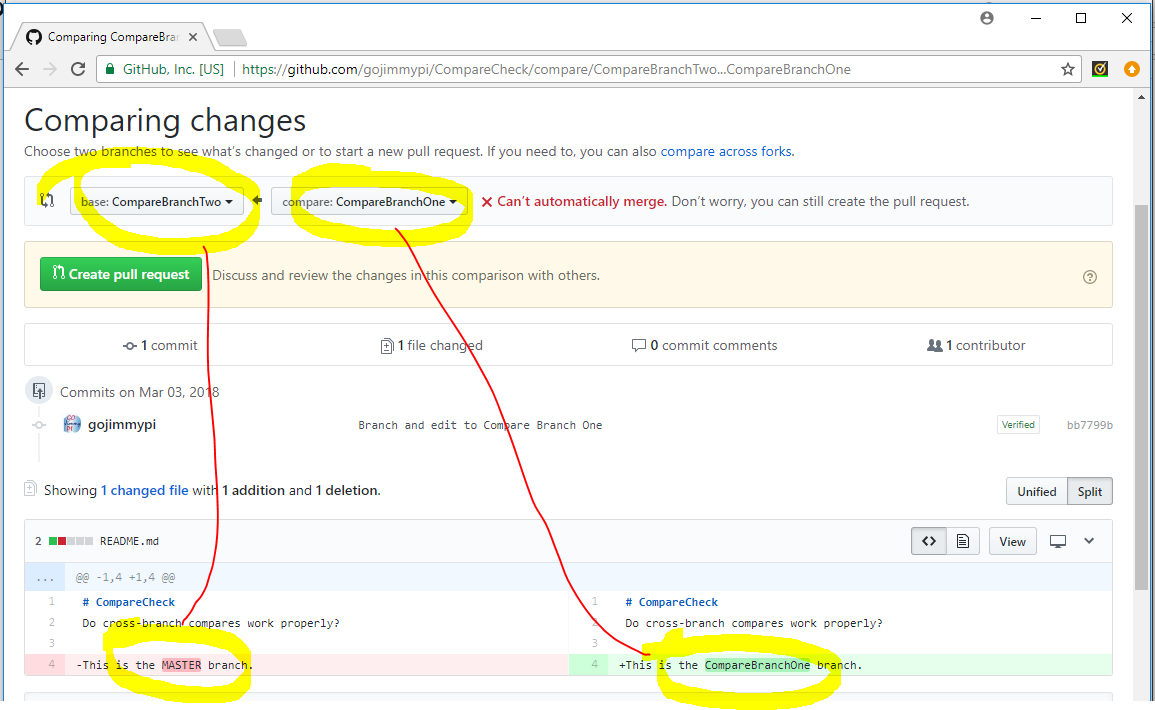 Comparing CompareBra
GitHub, Inc. [US] https://github.com/gojimmypi/CompareCheck/compare/CompareBranchTwo...CompareBranchOne
Comparing changes
Choose two branches to see what's changed or to start a new pull request. If you need to, you can also compare across forks.
base: CompareBranchTwo compare: CompareBranchOne Can't automatically merge. Don't worry, you can still create the pull request.
Create pull request Discuss and review the changes in this comparison with others.
1 commit 1 file changed 0 commit comments 1 contributor
Commits on Mar 03, 2018
gojimmypi Branch and edit to Compare Branch One Verified bb7799b
Showing 1 changed file with 1 addition and 1 deletion. Unified Split
2 README.md <> View
... @@ -1,4 +1,4 @@
1 # CompareCheck 1 # CompareCheck
2 Do cross-branch compares work properly? 2 Do cross-branch compares work properly?
3 3
4 -This is the MASTER branch. 4 +This is the CompareBranchOne branch.